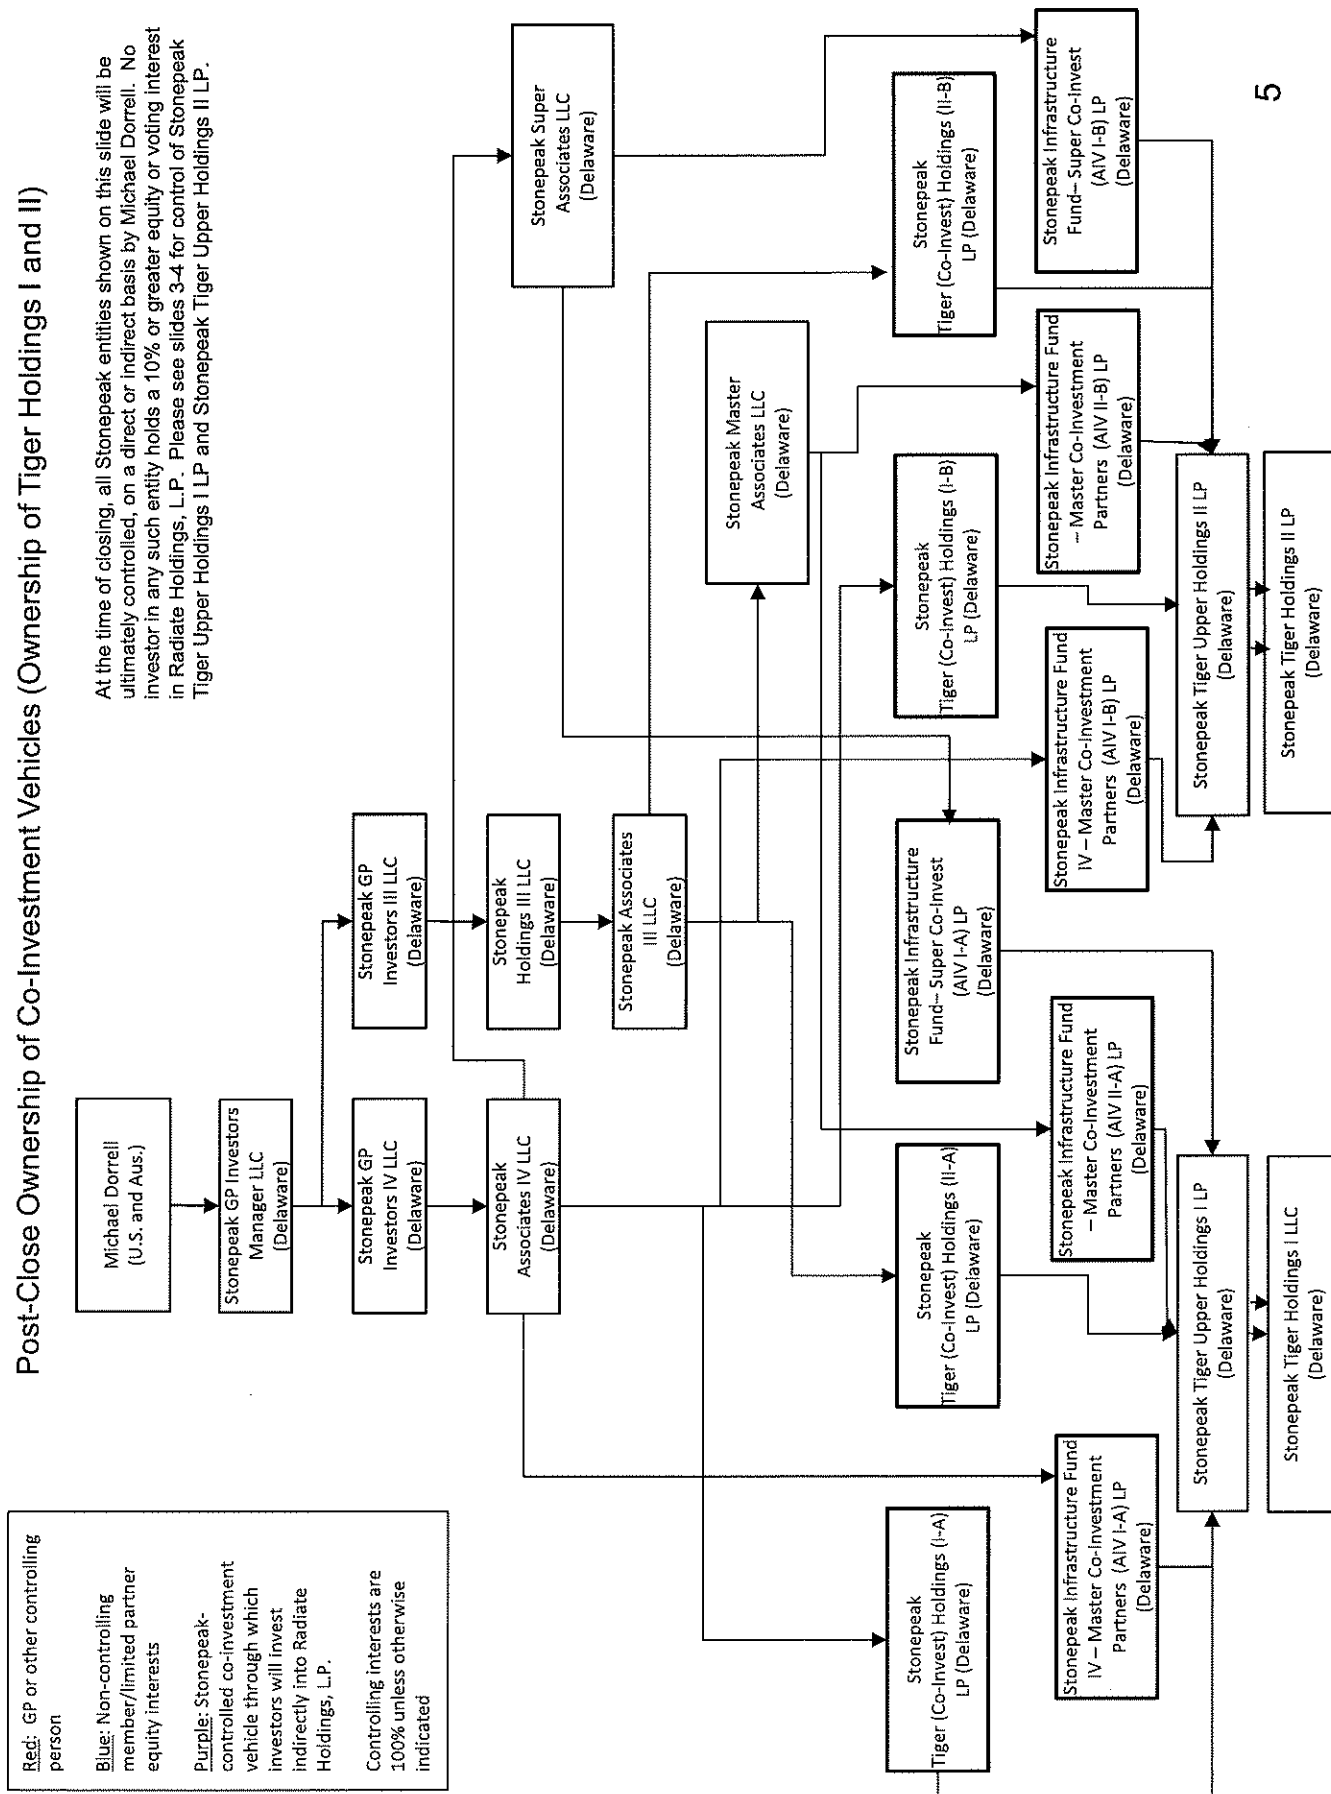 Post-Close Ownership of Co-Investment Vehicles (Ownership of Tiger Holdings I and II)
Red: GP or other controlling
person
Blue: Non-controlling
member/limited partner
equity interests
Purple: Stonepeak-
controlled co-investment
vehicle through which
investors will invest
indirectly into Radiate
Holdings, L.P.
Controlling interests are
100% unless otherwise
indicated
At the time of closing, all Stonepeak entities shown on this slide will be
ultimately controlled, on a direct or indirect basis by Michael Dorrell.  No
investor in any such entity holds a 10% or greater equity or voting interest
in Radiate Holdings, L.P.  Please see slides 3-4 for control of Stonepeak
Tiger Upper Holdings I LP and Stonepeak Tiger Upper Holdings II LP.
Michael Dorrell
(U.S. and Aus.)
Stonepeak GP Investors
Manager LLC
(Delaware)
Stonepeak GP
Investors IV LLC
(Delaware)
Stonepeak GP
Investors III LLC
(Delaware)
Stonepeak
Associates IV LLC
(Delaware)
Stonepeak
Holdings III LLC
(Delaware)
Stonepeak Super
Associates LLC
(Delaware)
Stonepeak Associates
III LLC
(Delaware)
Stonepeak Master
Associates LLC
(Delaware)
Stonepeak
Tiger (Co-Invest) Holdings (I-A)
LP (Delaware)
Stonepeak
Tiger (Co-Invest) Holdings (II-A)
LP (Delaware)
Stonepeak Infrastructure
Fund– Super Co-Invest
(AIV I-A) LP
(Delaware)
Stonepeak
Tiger (Co-Invest) Holdings (I-B)
LP (Delaware)
Stonepeak
Tiger (Co-Invest) Holdings (II-B)
LP (Delaware)
Stonepeak Infrastructure Fund
IV – Master Co-Investment
Partners  (AIV I-A) LP
(Delaware)
Stonepeak Infrastructure Fund
– Master Co-Investment
Partners  (AIV II-A) LP
(Delaware)
Stonepeak Infrastructure Fund
IV – Master Co-Investment
Partners  (AIV I-B) LP
(Delaware)
Stonepeak Infrastructure Fund
– Master Co-Investment
Partners  (AIV II-B) LP
(Delaware)
Stonepeak Infrastructure
Fund– Super Co-Invest
(AIV I-B) LP
(Delaware)
Stonepeak Tiger Upper Holdings I LP
(Delaware)
Stonepeak Tiger Upper Holdings II LP
(Delaware)
Stonepeak Tiger Holdings I LLC
(Delaware)
Stonepeak Tiger Holdings II LP
(Delaware)
5